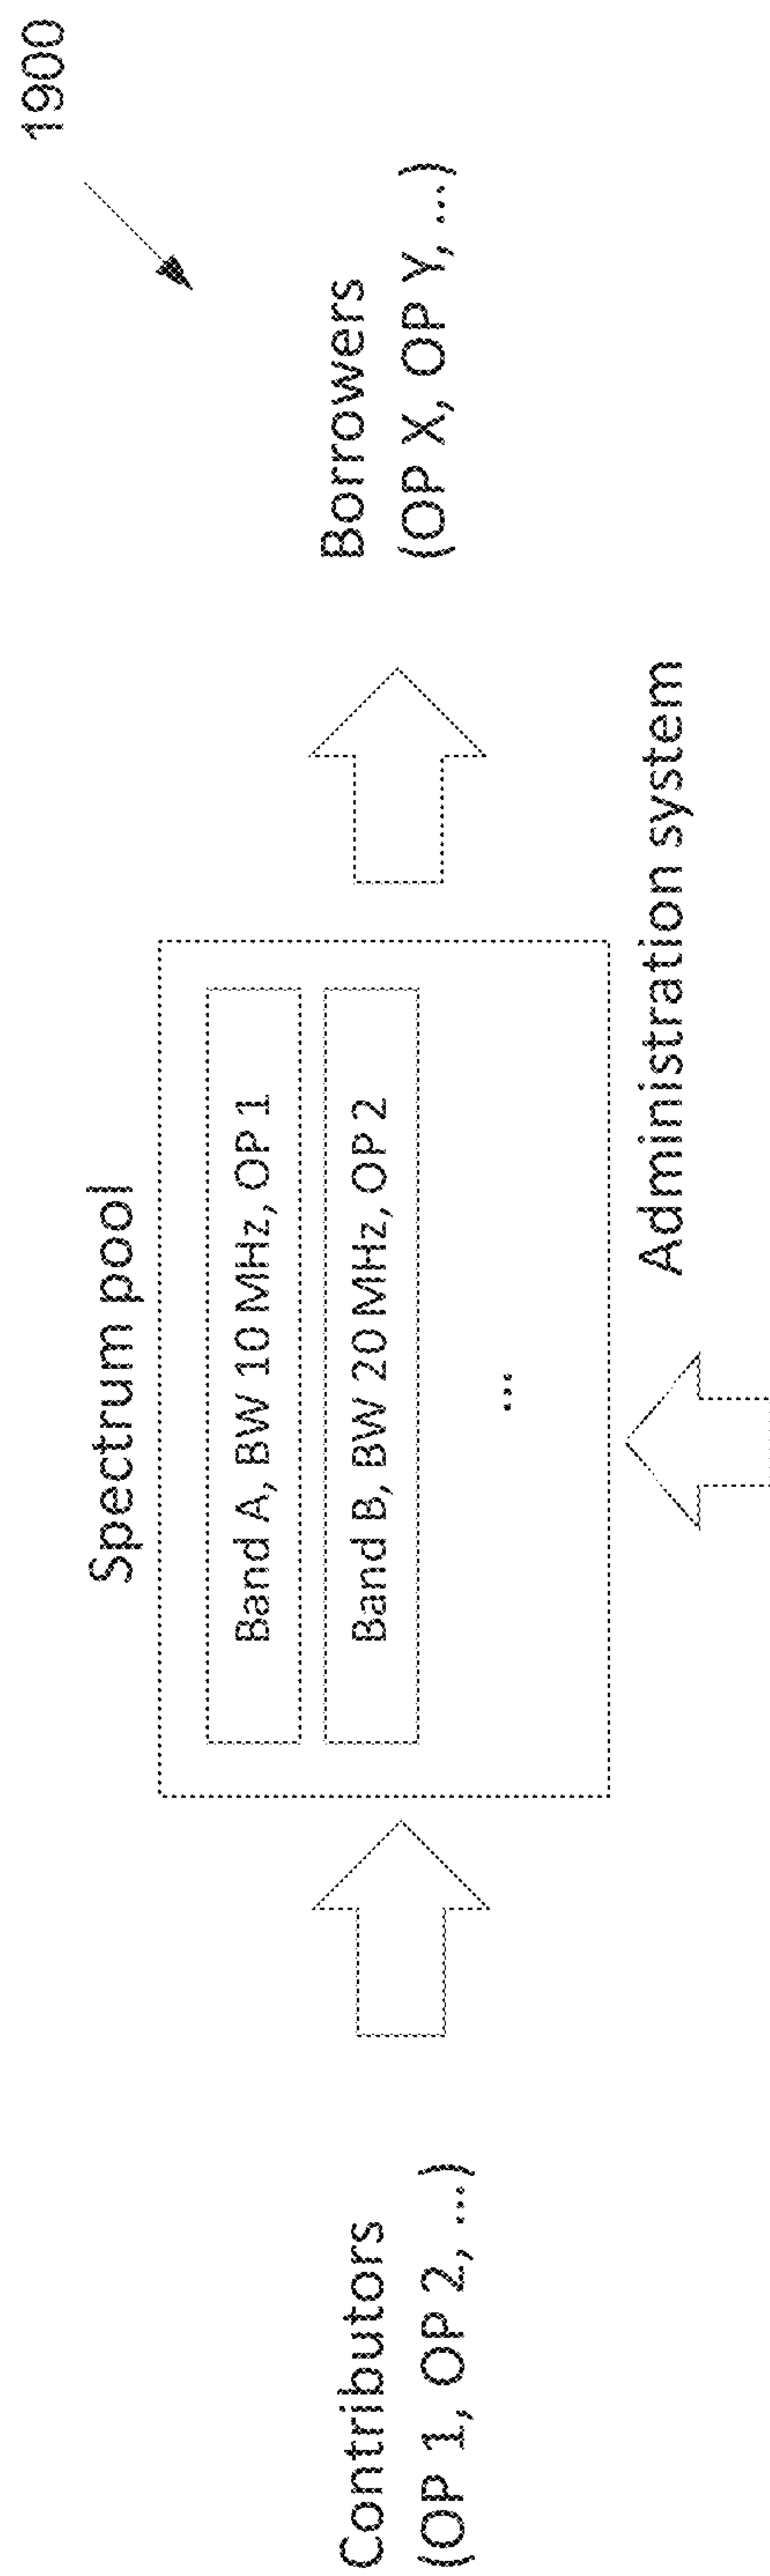 1900
Spectrum pool
Band A, BW 10 MHz, OP 1
Band B, BW 20 MHz, OP 2
...
Contributors
(OP 1, OP 2, ...)
Borrowers
(OP X, OP Y, ...)
Administration system